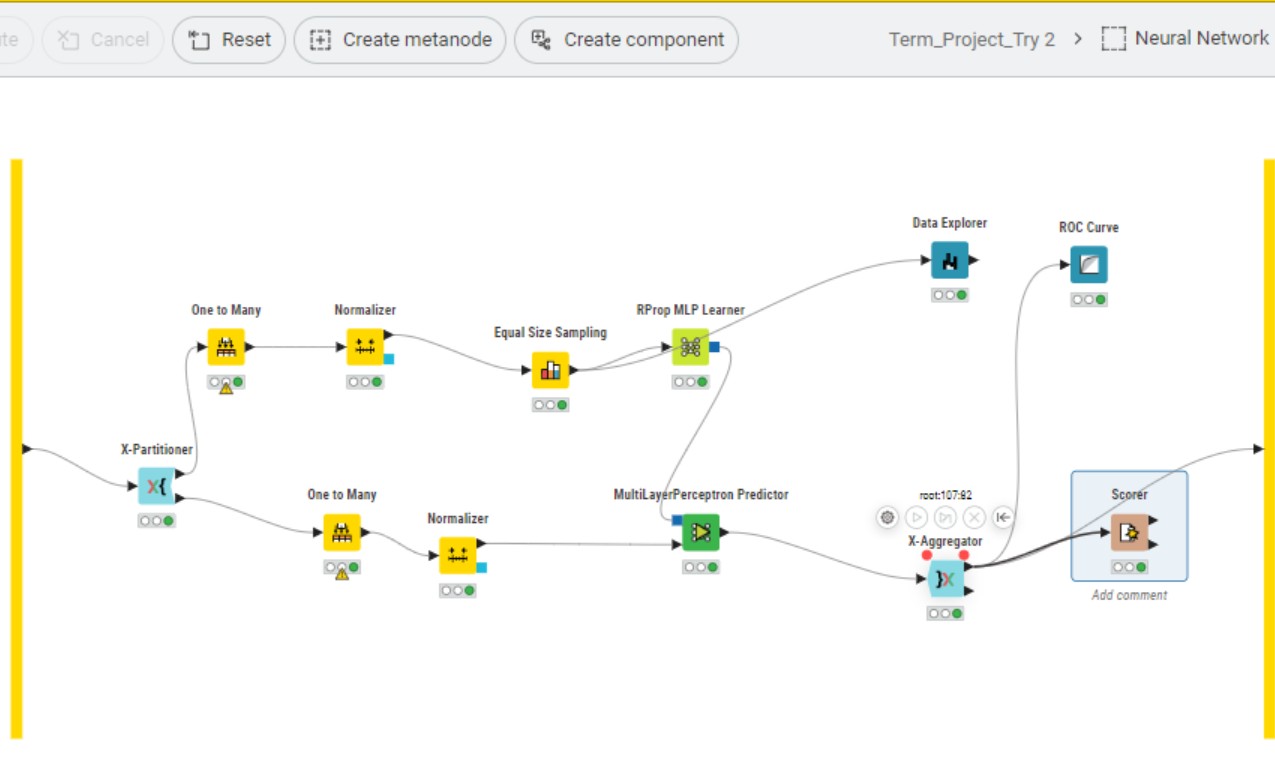 te
Cancel
Reset
Create metanode
Create component
Term_Project_Try 2 > Neural Network
Data Explorer
ROC Curve
One to Many
Normalizer
RProp MLP Learner
Equal Size Sampling
X-Partitioner
One to Many
MultiLayerPerceptron Predictor
root:107:92
Scorer
Normalizer
X-Aggregator
Add comment